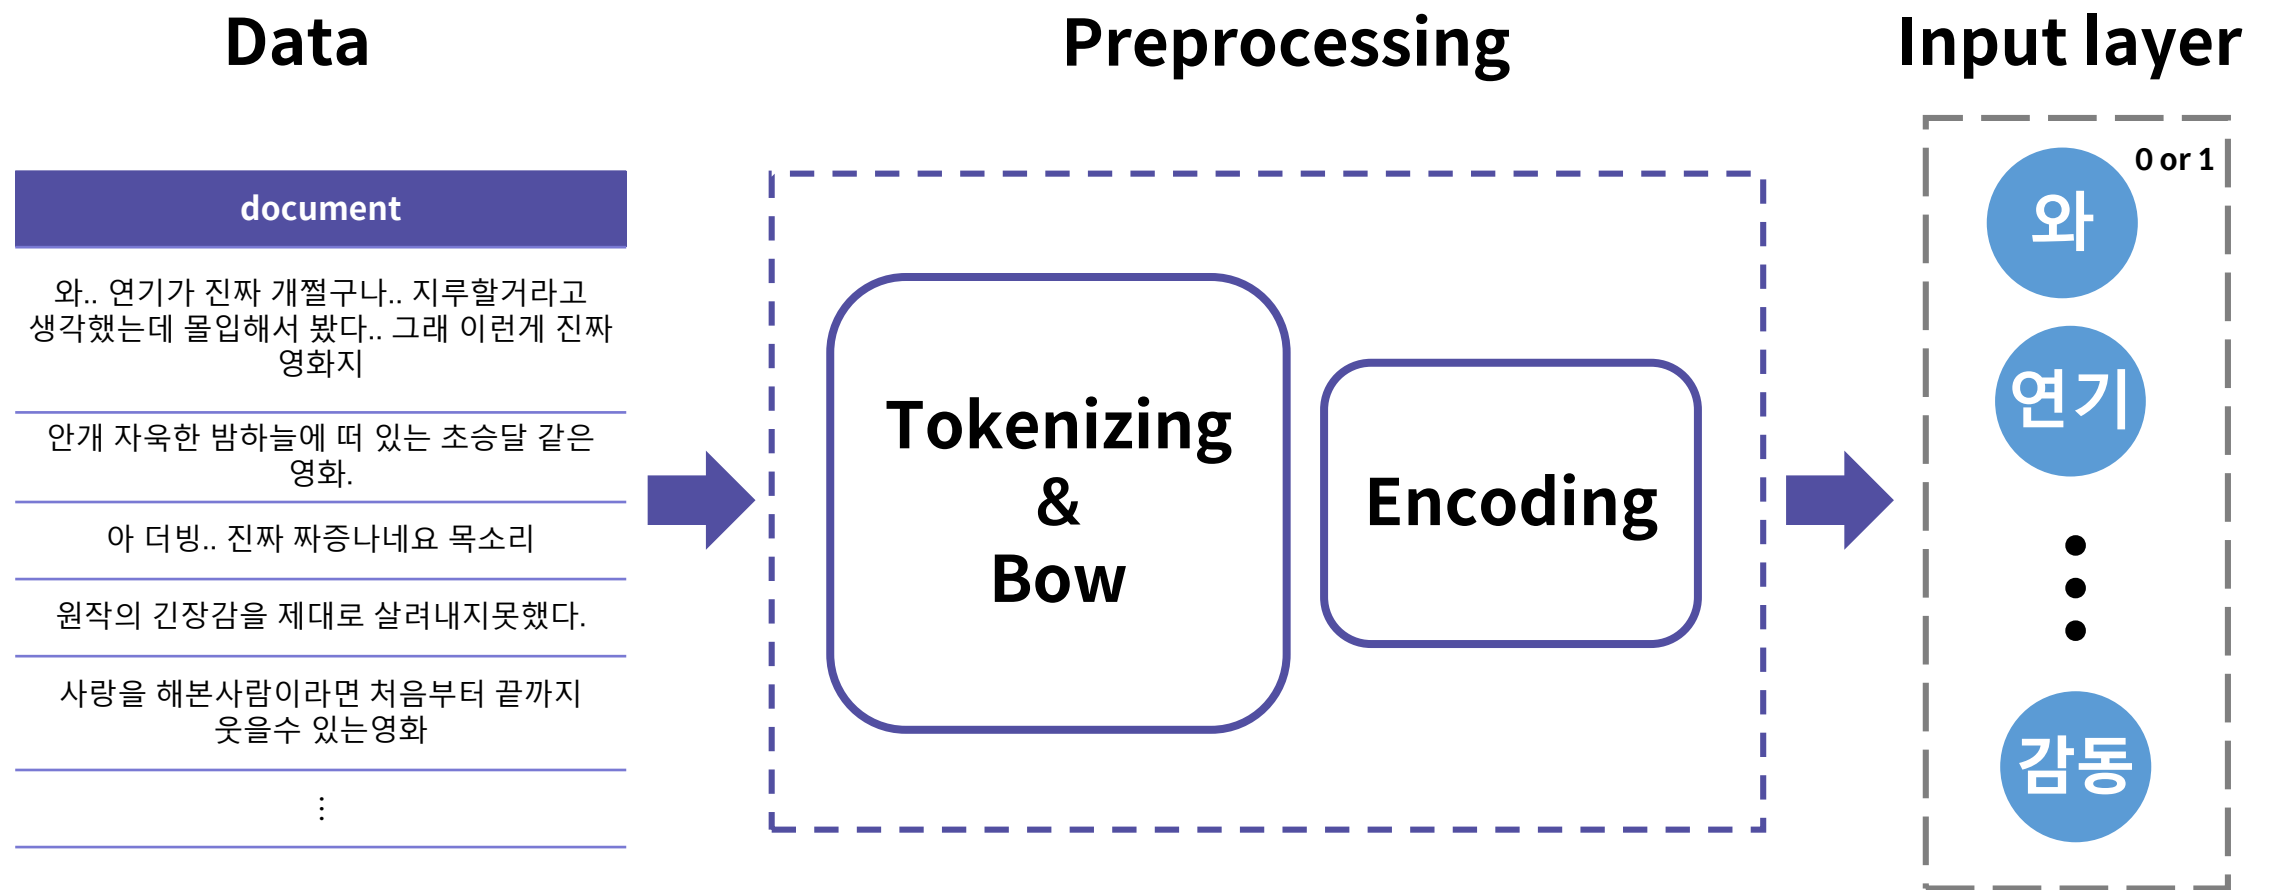 Data
Preprocessing
Input layer
document
와.. 연기가 진짜 개쩔구나.. 지루할거라고
생각했는데 몰입해서 봤다.. 그래 이런게 진짜
영화지
안개 자욱한 밤하늘에 떠 있는 초승달 같은
영화.
아 더빙.. 진짜 짜증나네요 목소리
원작의 긴장감을 제대로 살려내지못했다.
사랑을 해본사람이라면 처음부터 끝까지
웃을수 있는영화
⋮
Tokenizing
&
Bow
Encoding
0 or 1
와
연기
감동